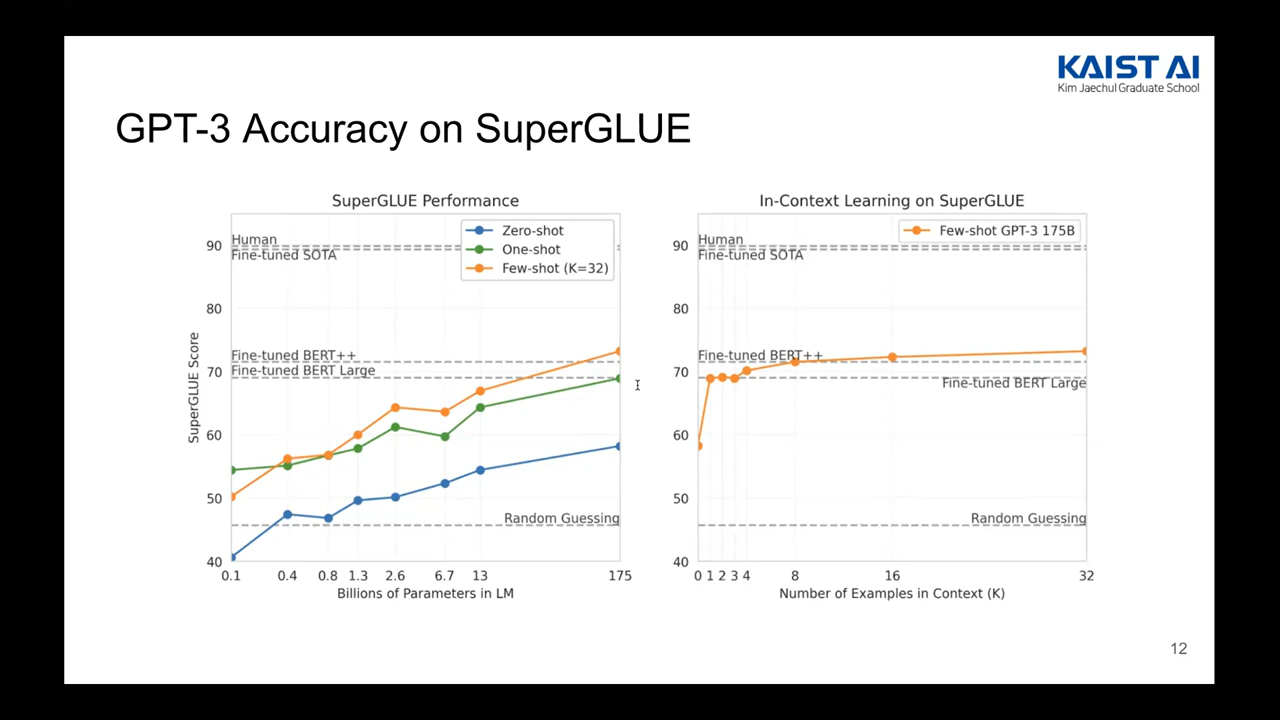 KAIST AI
Kim Jaechul Graduate School
GPT-3 Accuracy on SuperGLUE
SuperGLUE Performance
Zero-shot
One-shot
Few-shot (K=32)
Human
Fine-tuned SOTA
Fine-tuned BERT++
Fine-tuned BERT Large
Random Guessing
SuperGLUE Score
90
80
70
60
50
40
0.1 0.4 0.8 1.3 2.6 6.7 13 175
Billions of Parameters in LM
In-Context Learning on SuperGLUE
Few-shot GPT-3 175B
Human
Fine-tuned SOTA
Fine-tuned BERT++
Fine-tuned BERT Large
Random Guessing
90
80
70
60
50
40
0 1 2 3 4 8 16 32
Number of Examples in Context (K)
12